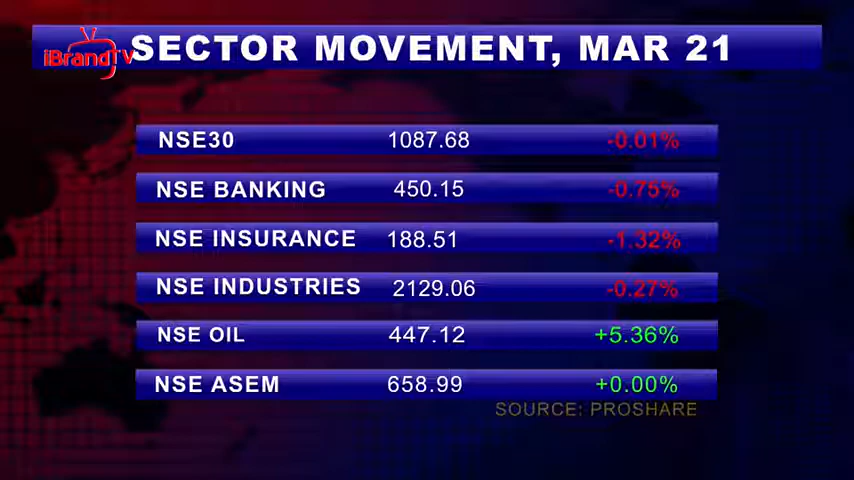 iBrandTV
SECTOR MOVEMENT, MAR 21
NSE30 1087.68 -0.01%
NSE BANKING 450.15 -0.75%
NSE INSURANCE 188.51 -1.32%
NSE INDUSTRIES 2129.06 -0.27%
NSE OIL 447.12 +5.36%
NSE ASEM 658.99 +0.00%
SOURCE: PROSHARE